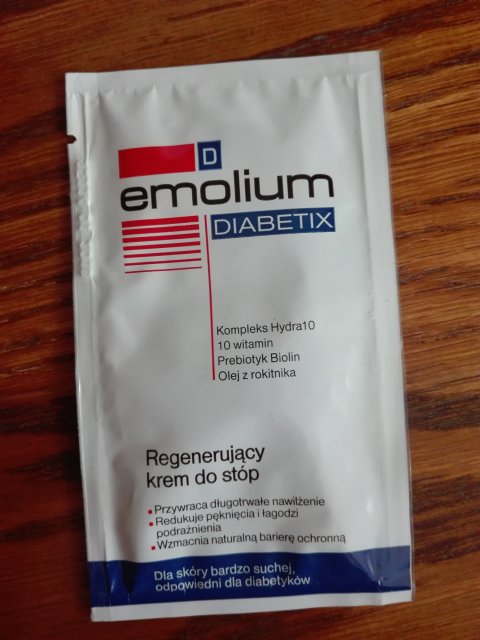 D
emolium
DIABETIX
Kompleks Hydra10
10 witamin
Prebiotyk Biolin
Olej z rokitnika
Regenerujący
krem do stóp
Przywraca długotrwałe nawilżenie
Redukuje pęknięcia i łagodzi
podrażnienia
Wzmacnia naturalną barierę ochronną
Dla skóry bardzo suchej,
odpowiedni dla diabetyków